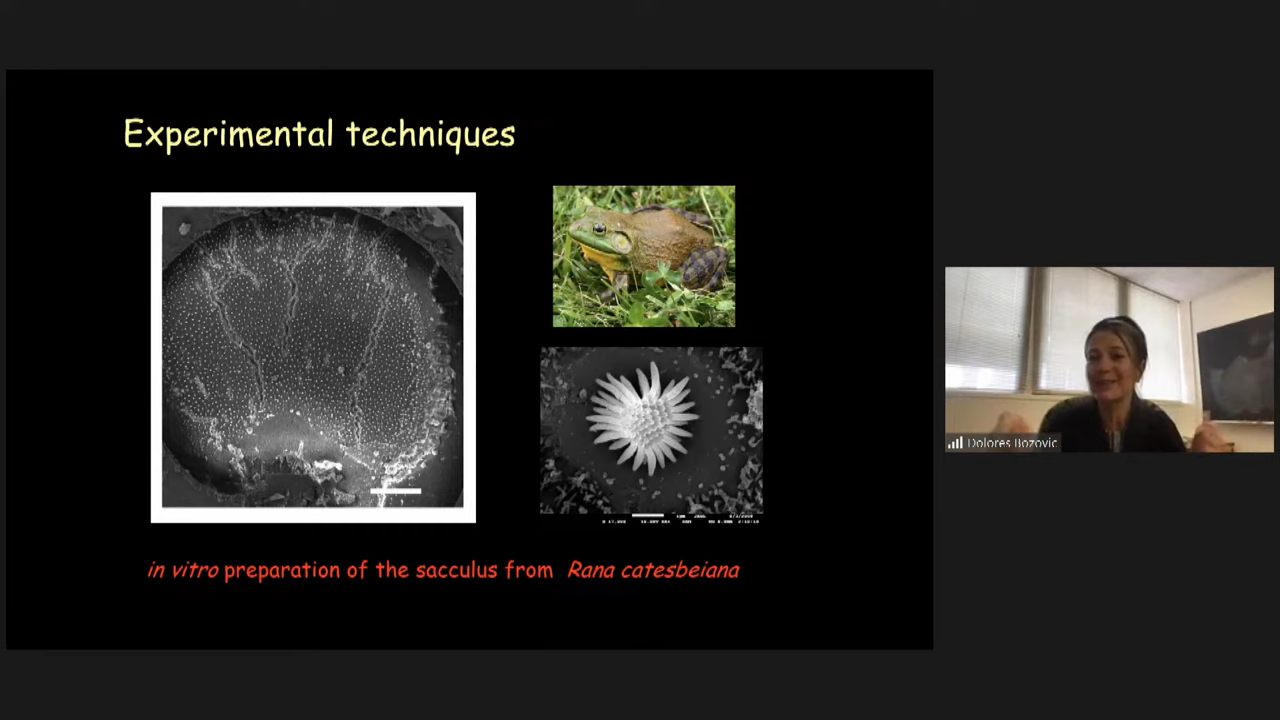 Experimental techniques
in vitro preparation of the sacculus from Rana catesbeiana
Dolores Bozovic